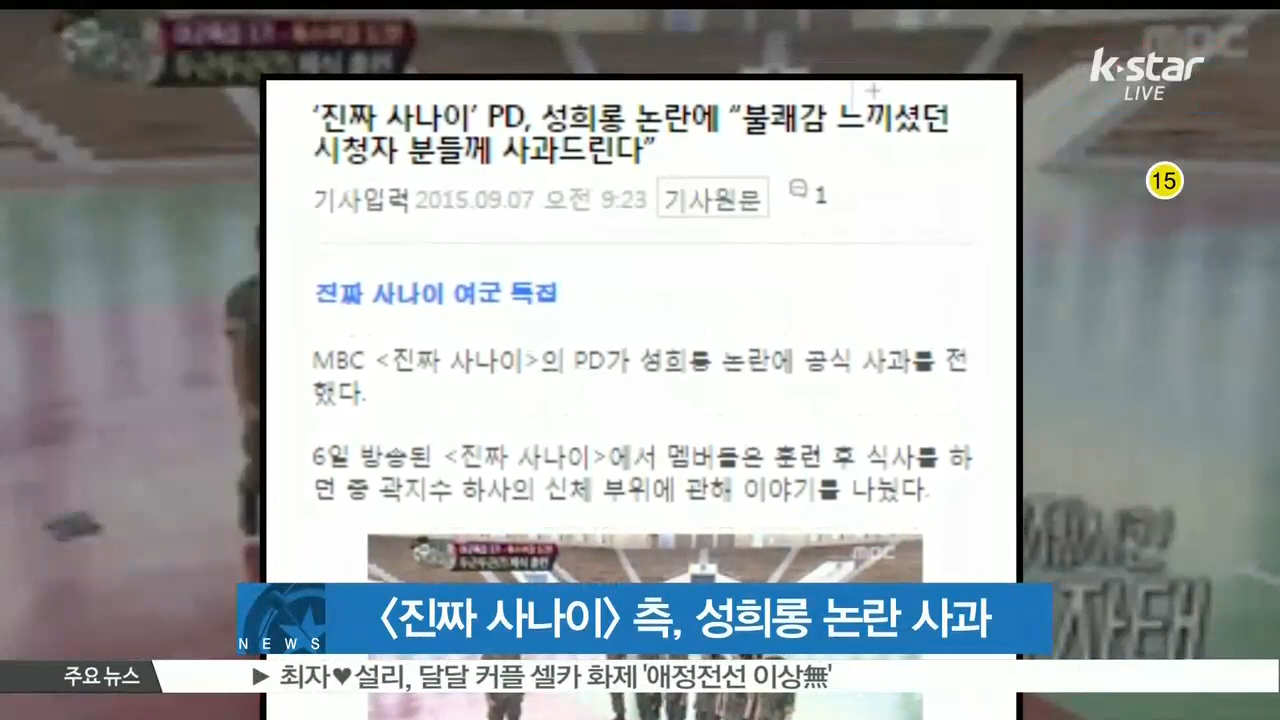 k·star
LIVE
15
‘진짜 사나이’ PD, 성희롱 논란에 “불쾌감 느끼셨던
시청자 분들께 사과드린다”
기사입력 2015.09.07 오전 9:23 기사원문 1
진짜 사나이 여군 특집
MBC <진짜 사나이>의 PD가 성희롱 논란에 공식 사과를 전
했다.
6일 방송된 <진짜 사나이>에서 멤버들은 훈련 후 식사를 하
던 중 곽지수 하사의 신체 부위에 관해 이야기를 나눴다.
mbc
NEWS
<진짜 사나이> 측, 성희롱 논란 사과
주요뉴스
▶ 최자♥설리, 달달 커플 셀카 화제 '애정전선 이상無'